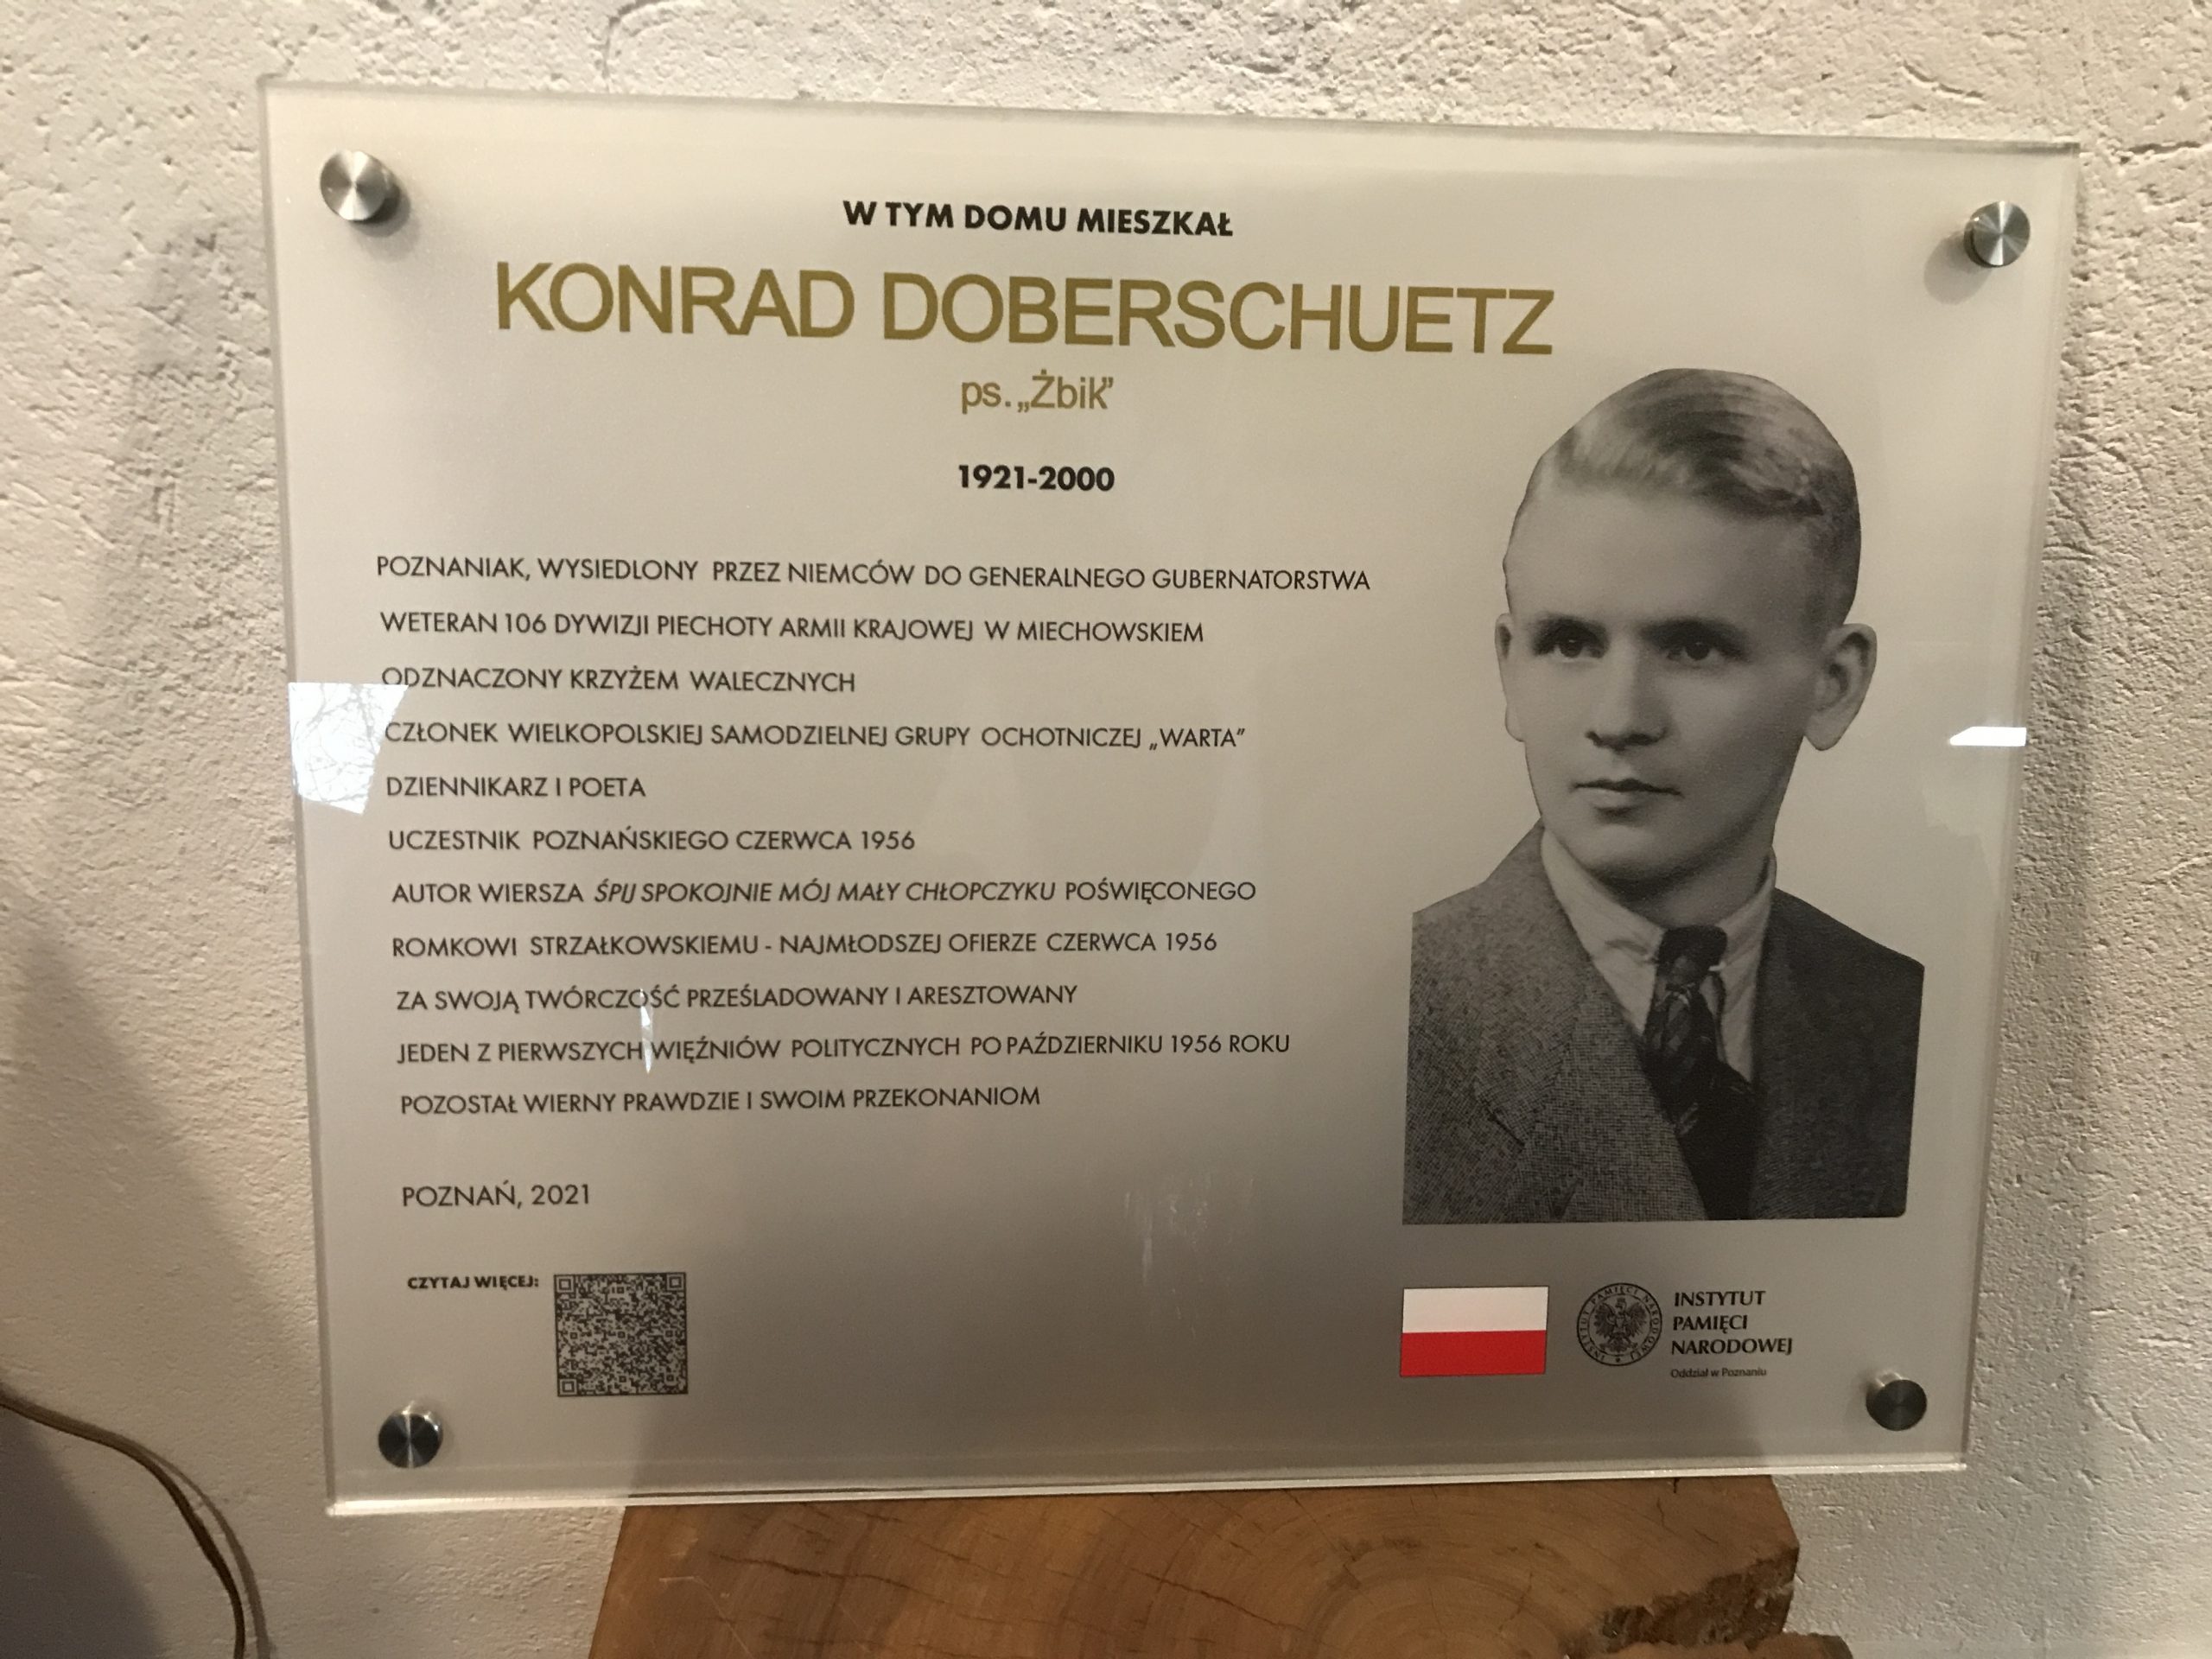 W TYM DOMU MIESZKAŁ
KONRAD DOBERSCHUETZ
ps. „Żbik”
1921-2000
POZNANIAK, WYSIEDLONY PRZEZ NIEMCÓW DO GENERALNEGO GUBERNATORSTWA
WETERAN 106 DYWIZJI PIECHOTY ARMII KRAJOWEJ W MIECHOWSKIEM
ODZNACZONY KRZYŻEM WALECZNYCH
CZŁONEK WIELKOPOLSKIEJ SAMODZIELNEJ GRUPY OCHOTNICZEJ „WARTA”
DZIENNIKARZ I POETA
UCZESTNIK POZNAŃSKIEGO CZERWCA 1956
AUTOR WIERSZA ŚPIJ SPOKOJNIE MÓJ MAŁY CHŁOPCZYKU POŚWIĘCONEGO
ROMKOWI STRZAŁKOWSKIEMU - NAJMŁODSZEJ OFIERZE CZERWCA 1956
ZA SWOJĄ TWÓRCZOŚĆ PRZEŚLADOWANY I ARESZTOWANY
JEDEN Z PIERWSZYCH WIĘŹNIÓW POLITYCZNYCH PO PAŹDZIERNIKU 1956 ROKU
POZOSTAŁ WIERNY PRAWDZIE I SWOIM PRZEKONANIOM
POZNAŃ, 2021
CZYTAJ WIĘCEJ:
INSTYTUT PAMIĘCI NARODOWEJ
INSTYTUT
PAMIĘCI
NARODOWEJ
Oddział w Poznaniu